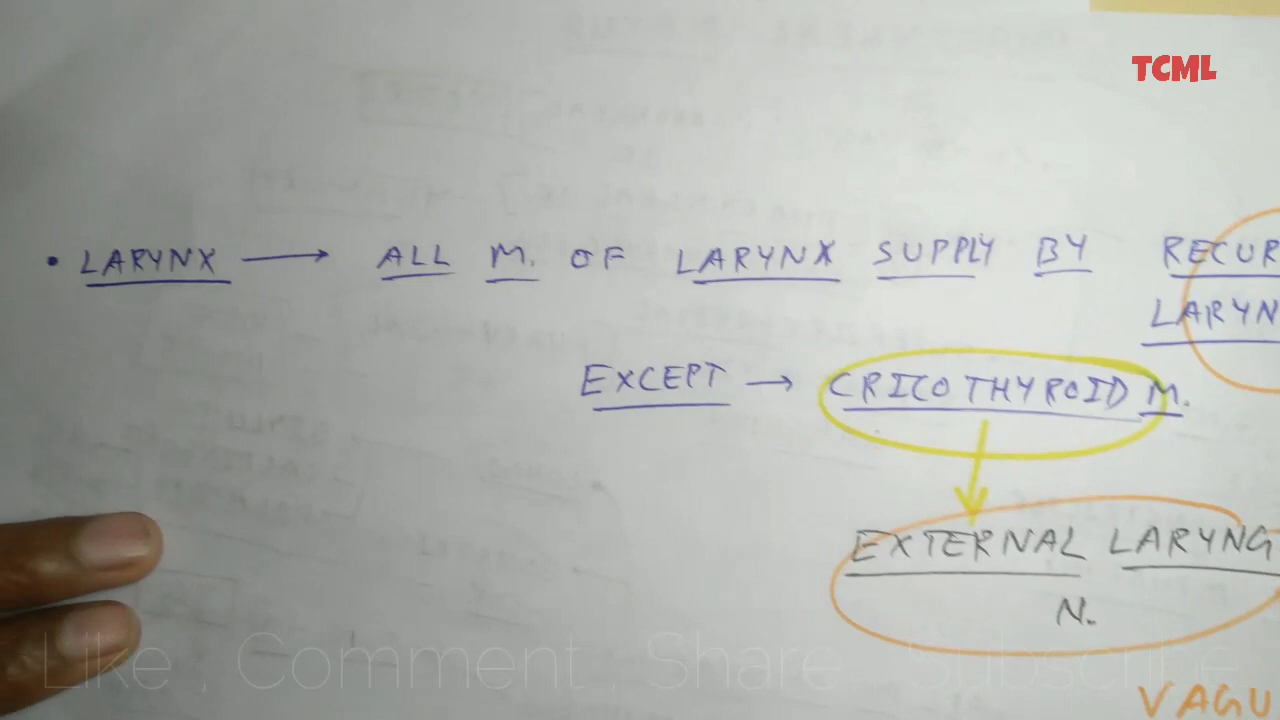 TCML
• LARYNX → ALL M. OF LARYNX SUPPLY BY RECUR
LARYN
EXCEPT → CRICOTHYROID M.
EXTERNAL LARYNG
N.
Like , Comment , Share Subscribe
VAGU